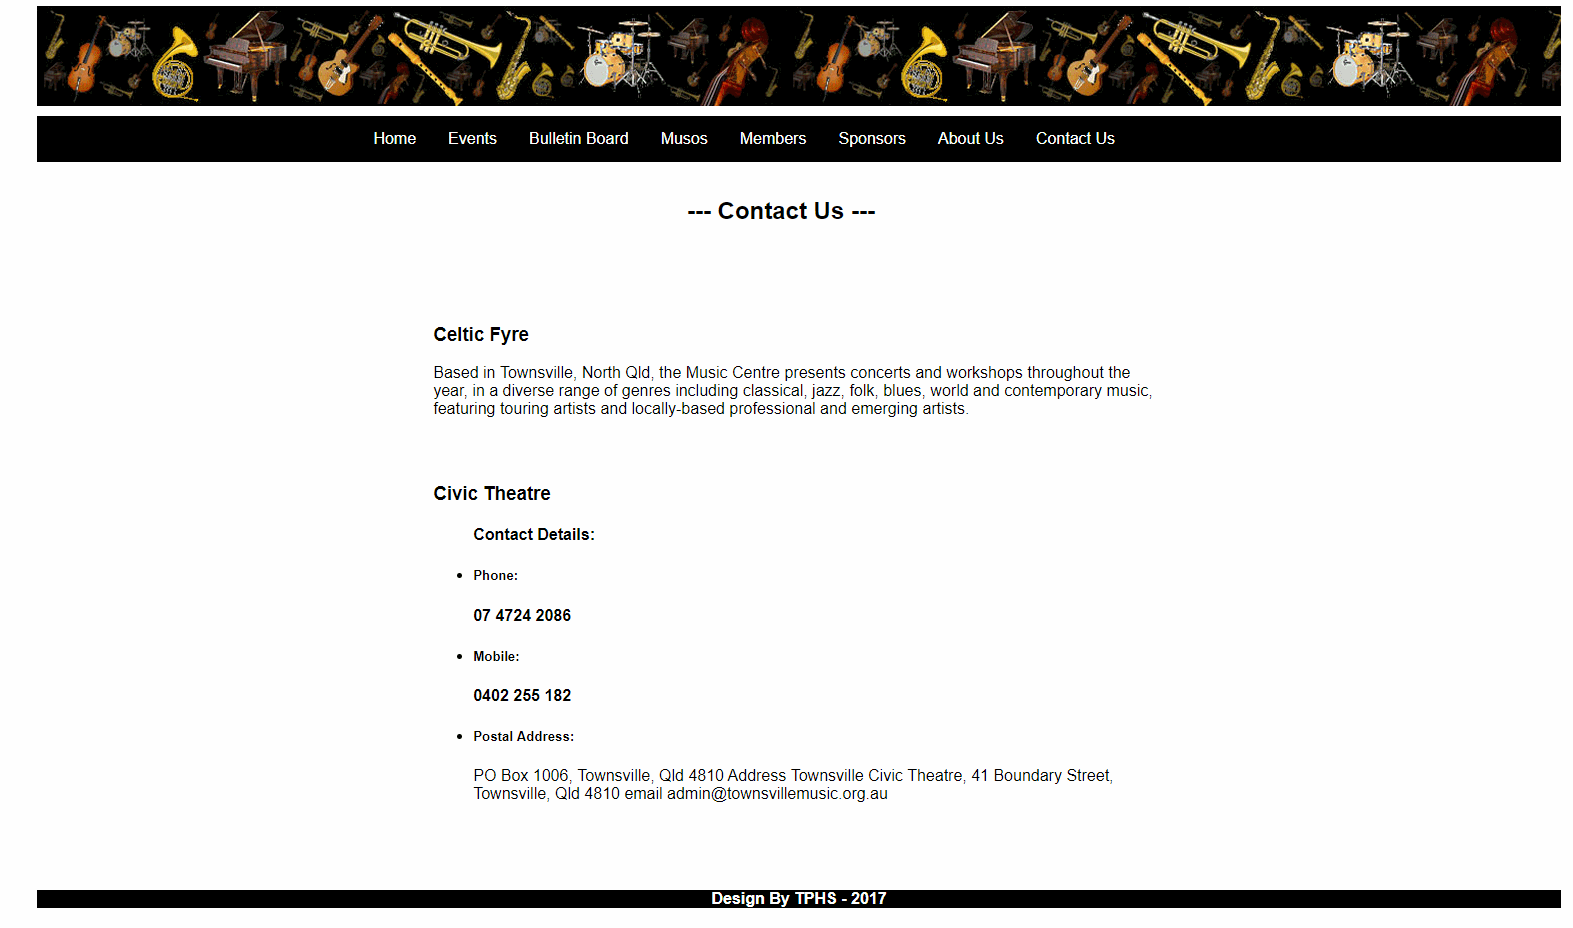 Home Events Bulletin Board Musos Members Sponsors About Us Contact Us
--- Contact Us ---
Celtic Fyre
Based in Townsville, North Qld, the Music Centre presents concerts and workshops throughout the
year, in a diverse range of genres including classical, jazz, folk, blues, world and contemporary music,
featuring touring artists and locally-based professional and emerging artists.
Civic Theatre
Contact Details:
• Phone:
07 4724 2086
• Mobile:
0402 255 182
• Postal Address:
PO Box 1006, Townsville, Qld 4810 Address Townsville Civic Theatre, 41 Boundary Street,
Townsville, Qld 4810 email admin@townsvillemusic.org.au
Design By TPHS - 2017